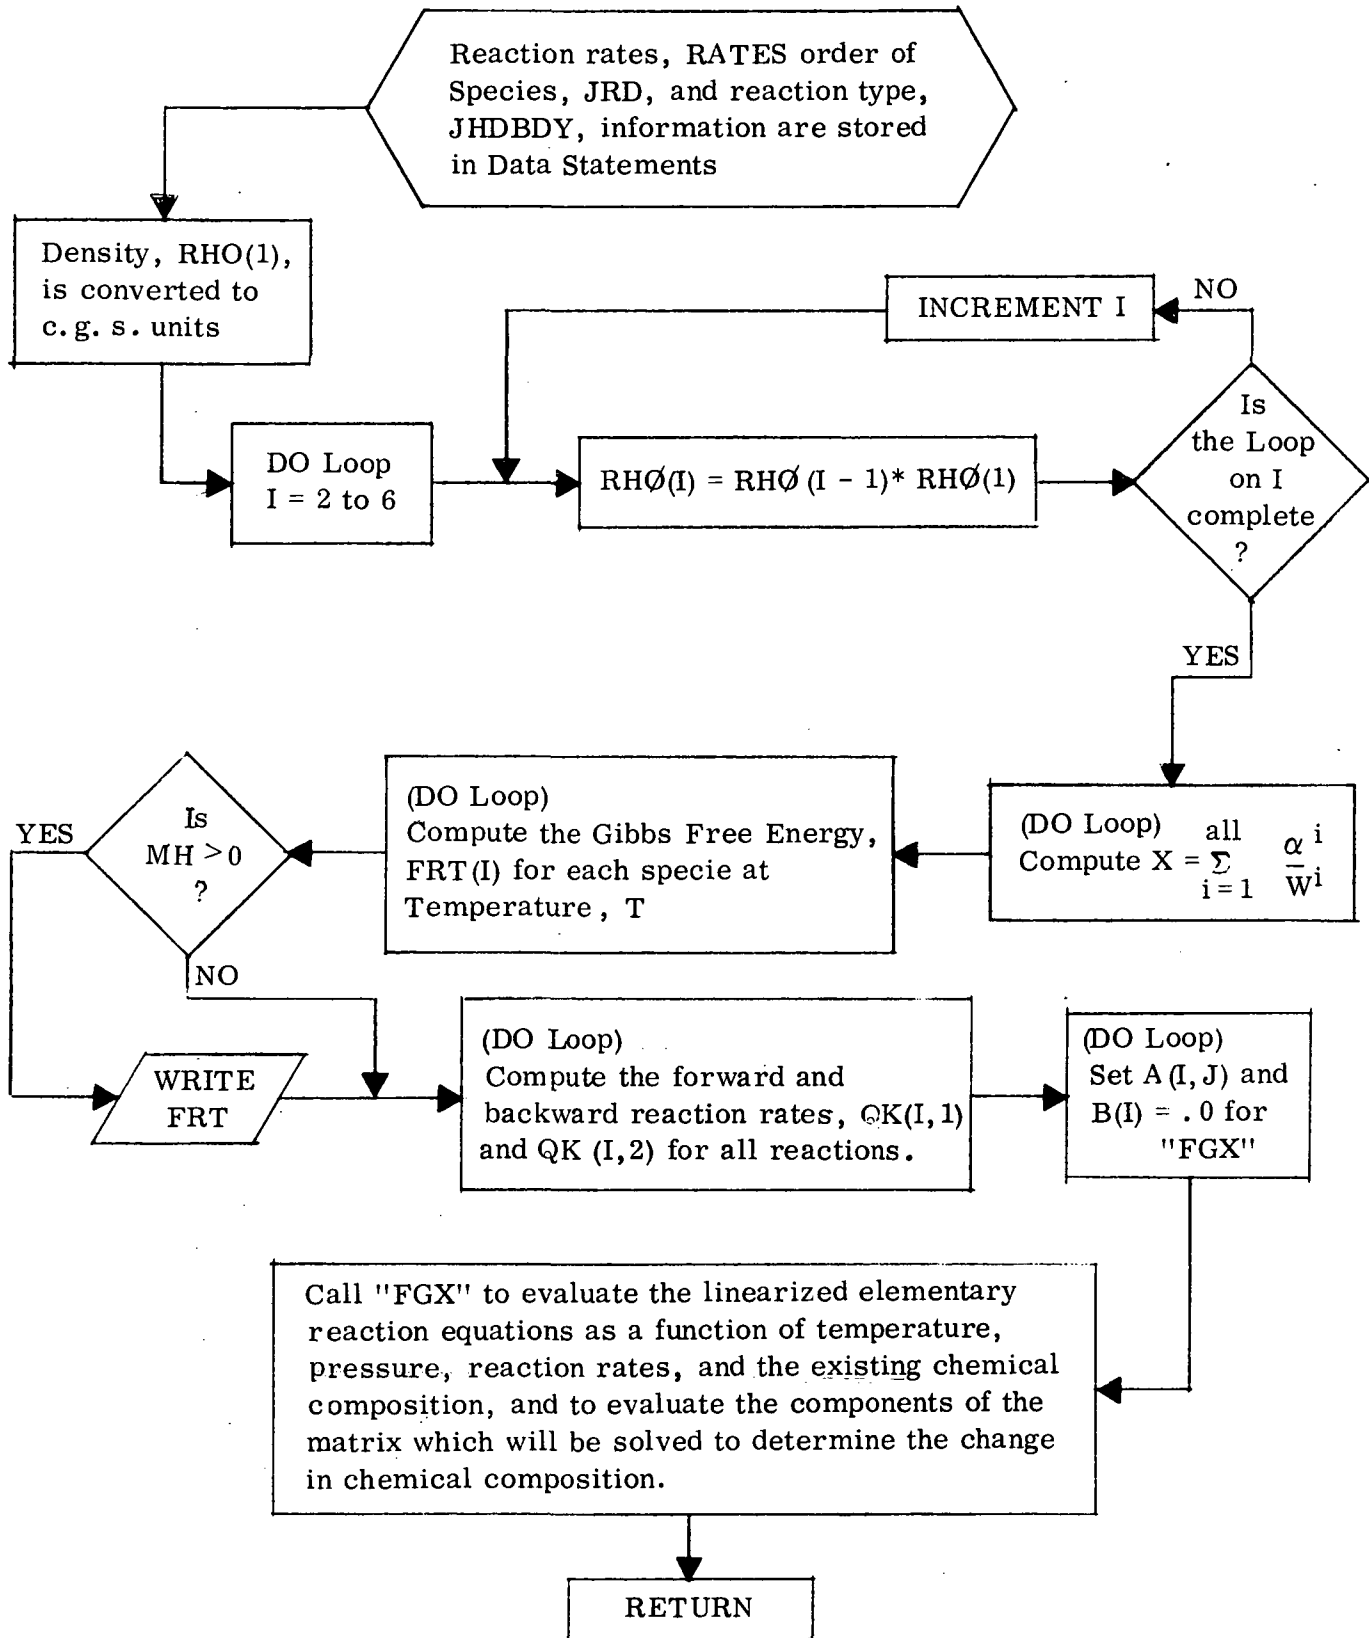 Reaction rates, RATES order of
Species, JRD, and reaction type,
JHDBDY, information are stored
in Data Statements
Density, RHO(1),
is converted to
c. g. s. units
INCREMENT I
NO
DO Loop
I = 2 to 6
RHØ(I) = RHØ (I - 1)* RHØ(1)
Is
the Loop
on I
complete
?
YES
(DO Loop)
Compute X = all Σ i = 1 α i / W i
(DO Loop)
Compute the Gibbs Free Energy,
FRT(I) for each specie at
Temperature, T
Is
MH > 0
?
YES
NO
WRITE
FRT
(DO Loop)
Compute the forward and
backward reaction rates, QK(I,1)
and QK (I,2) for all reactions.
(DO Loop)
Set A(I,J) and
B(I) = .0 for
"FGX"
Call "FGX" to evaluate the linearized elementary
reaction equations as a function of temperature,
pressure, reaction rates, and the existing chemical
composition, and to evaluate the components of the
matrix which will be solved to determine the change
in chemical composition.
RETURN